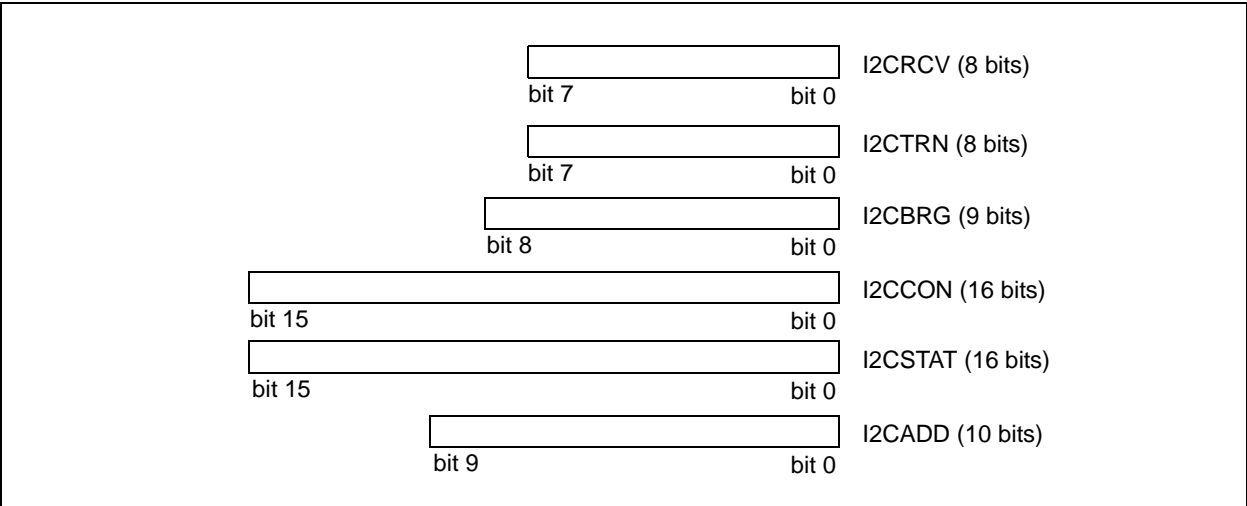 I2CRCV (8 bits)
bit 7 bit 0
I2CTRN (8 bits)
bit 7 bit 0
I2CBRG (9 bits)
bit 8 bit 0
I2CCON (16 bits)
bit 15 bit 0
I2CSTAT (16 bits)
bit 15 bit 0
I2CADD (10 bits)
bit 9 bit 0